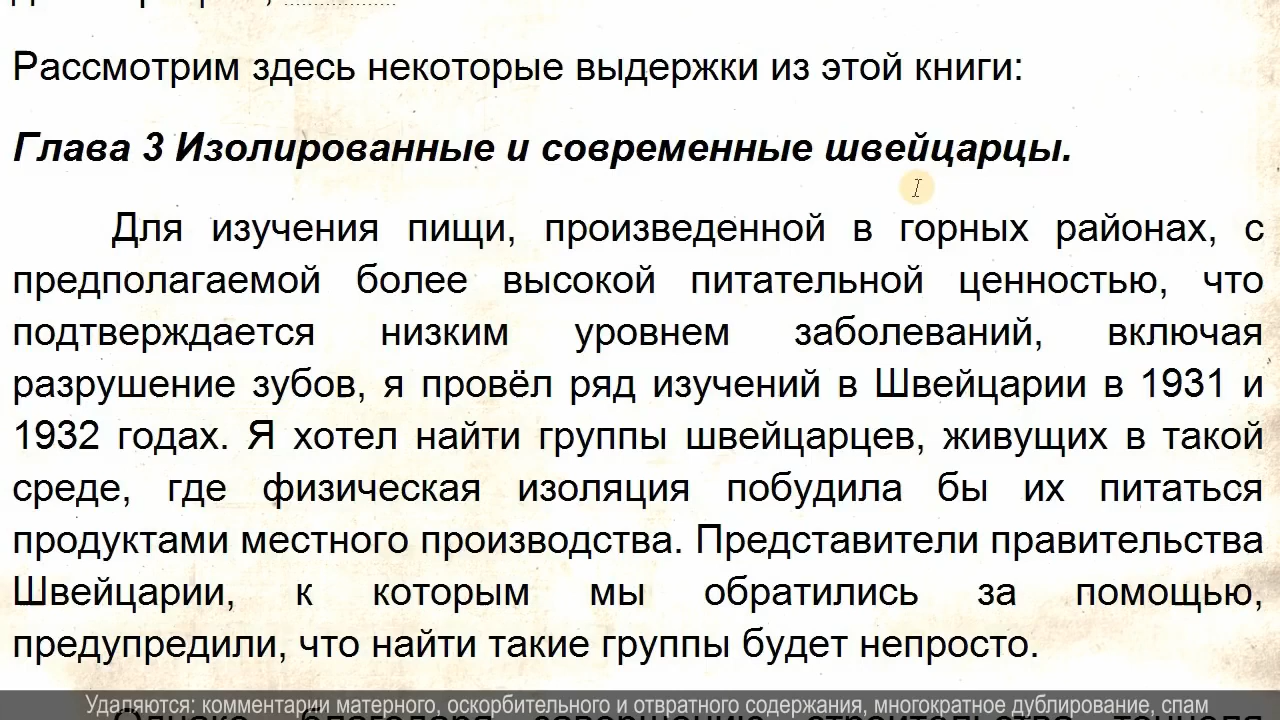 Рассмотрим здесь некоторые выдержки из этой книги:
Глава 3 Изолированные и современные швейцарцы.
Для изучения пищи, произведенной в горных районах, с
предполагаемой более высокой питательной ценностью, что
подтверждается низким уровнем заболеваний, включая
разрушение зубов, я провёл ряд изучений в Швейцарии в 1931 и
1932 годах. Я хотел найти группы швейцарцев, живущих в такой
среде, где физическая изоляция побудила бы их питаться
продуктами местного производства. Представители правительства
Швейцарии, к которым мы обратились за помощью,
предупредили, что найти такие группы будет непросто.
Удаляются: комментарии матерного, оскорбительного и отвратного содержания, многократное дублирование, спам